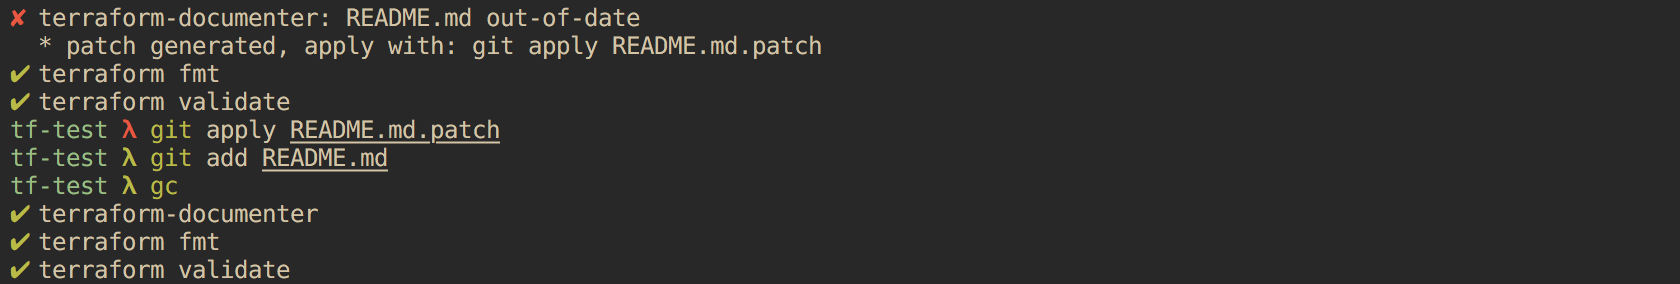 ✘ terraform-documenter: README.md out-of-date
  * patch generated, apply with: git apply README.md.patch
✔ terraform fmt
✔ terraform validate
tf-test λ git apply README.md.patch
tf-test λ git add README.md
tf-test λ gc
✔ terraform-documenter
✔ terraform fmt
✔ terraform validate